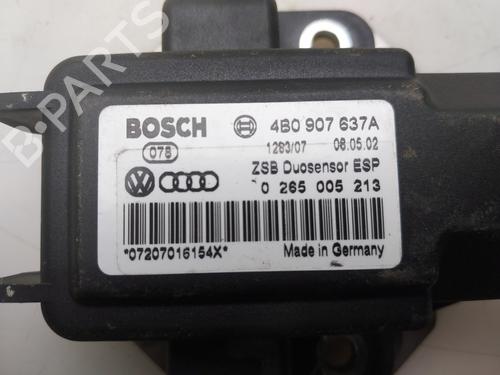 B-PARTS
BOSCH 4B0 907 637A
078 1283/07 08.05.02
ZSB Duosensor ESP
0 265 005 213
*07207016154X* Made in Germany